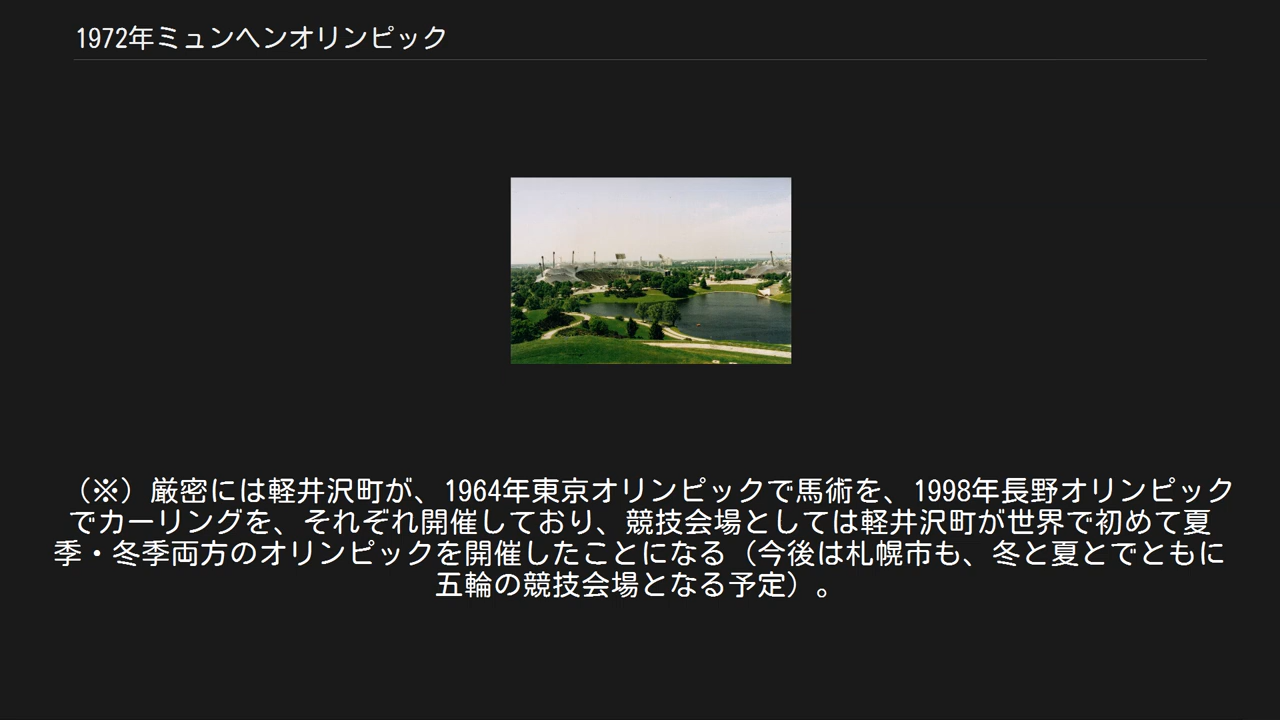 1972年ミュンヘンオリンピック
（※）厳密には軽井沢町が、1964年東京オリンピックで馬術を、1998年長野オリンピック
でカーリングを、それぞれ開催しており、競技会場としては軽井沢町が世界で初めて夏
季・冬季両方のオリンピックを開催したことになる（今後は札幌市も、冬と夏とでともに
五輪の競技会場となる予定）。